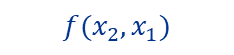 f(x₂, x₁)